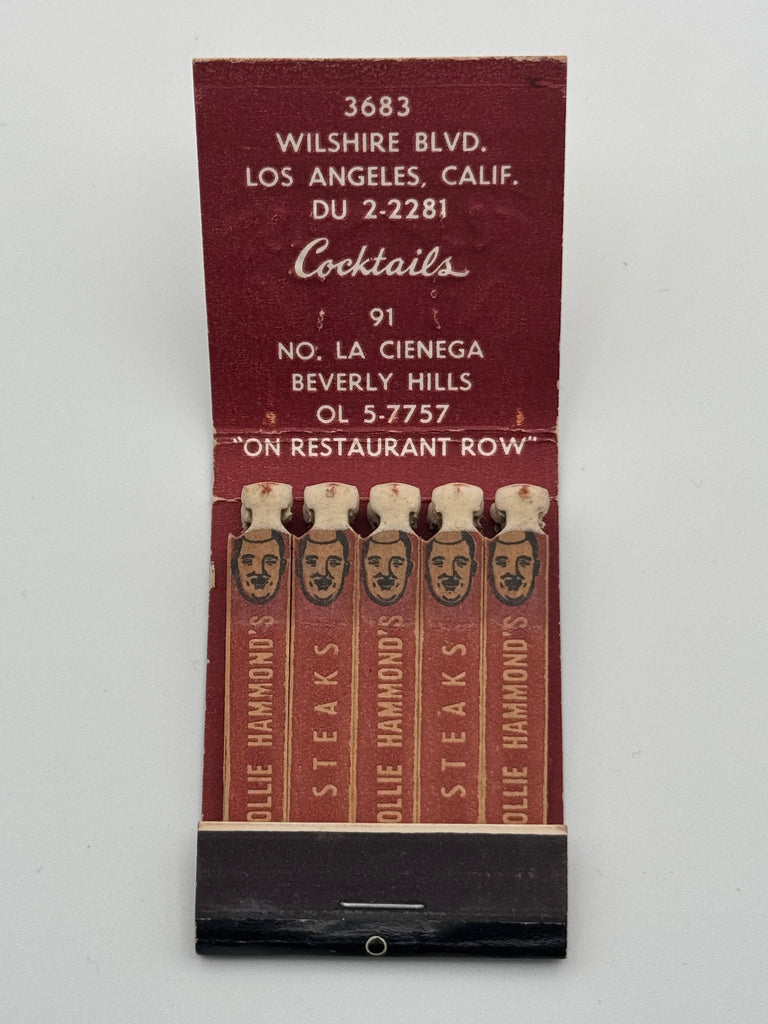 3683
WILSHIRE BLVD.
LOS ANGELES, CALIF.
DU 2-2281
Cocktails
91
NO. LA CIENEGA
BEVERLY HILLS
OL 5-7757
"ON RESTAURANT ROW"
OLLIE HAMMOND'S
STEAKS
OLLIE HAMMOND'S
STEAKS
OLLIE HAMMOND'S